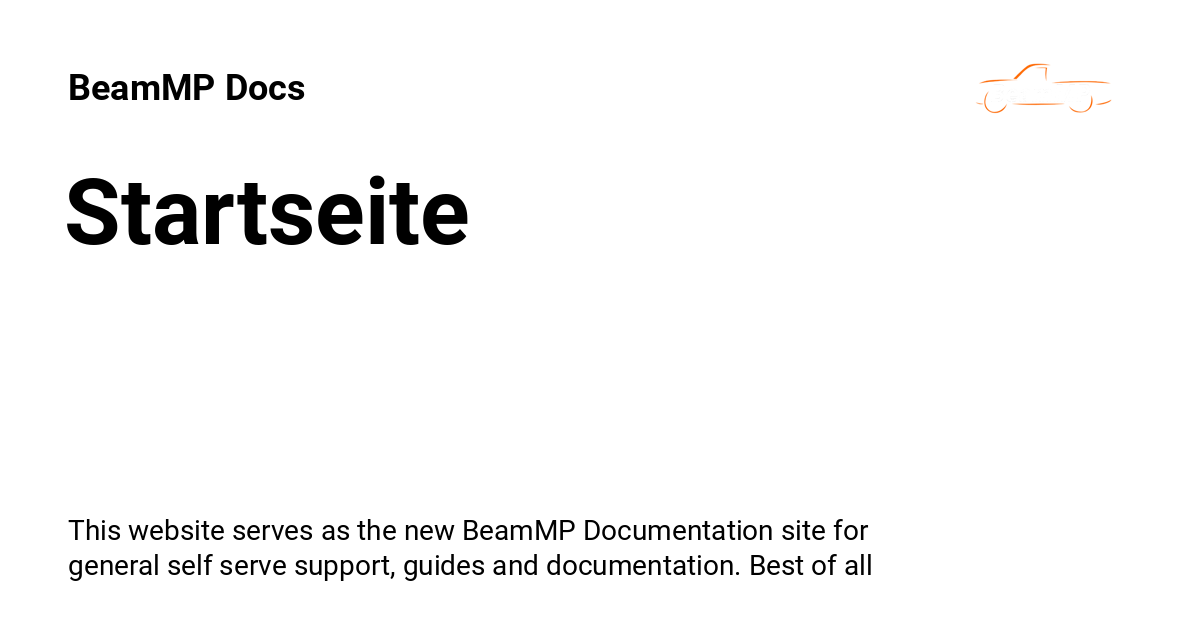 BeamMP Docs
Startseite
This website serves as the new BeamMP Documentation site for
general self serve support, guides and documentation. Best of all